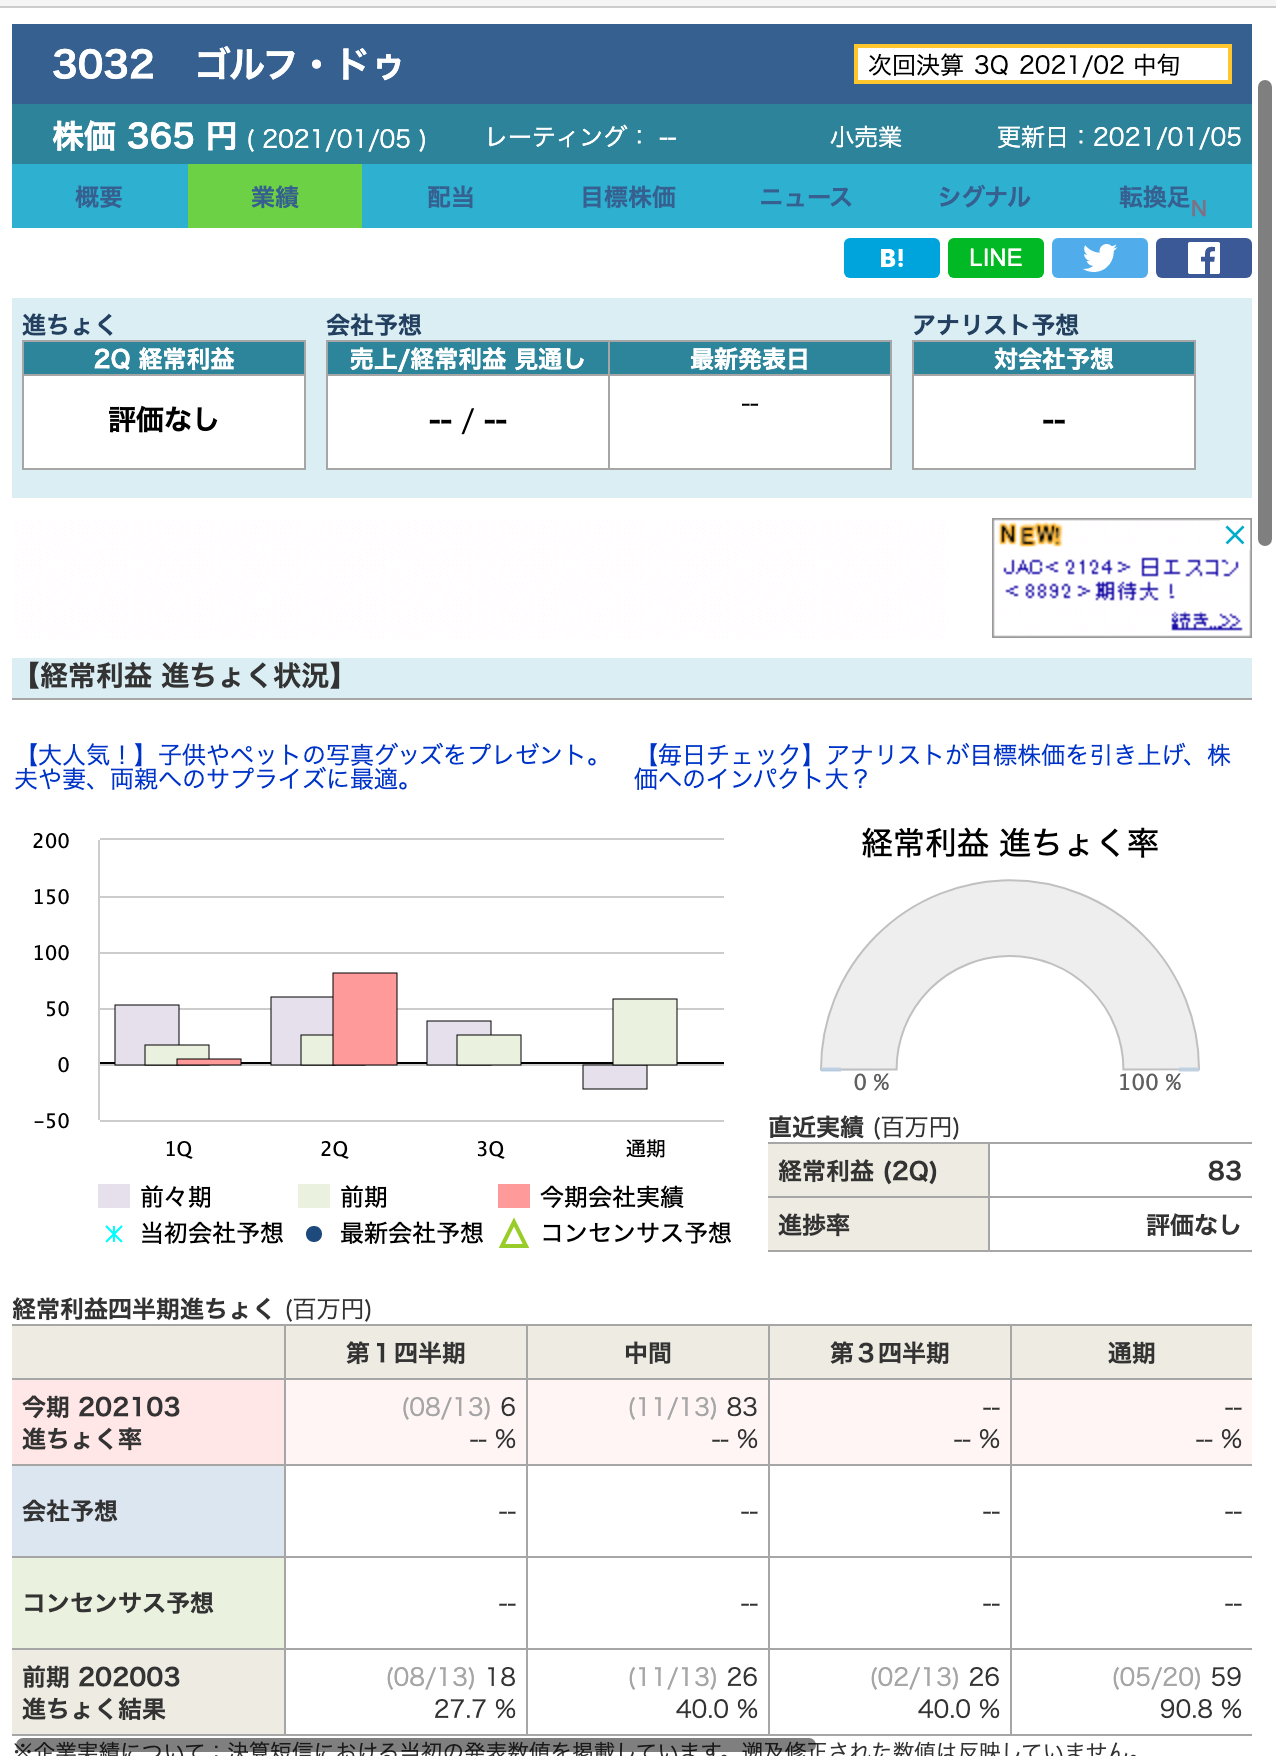 3032　ゴルフ・ドゥ
次回決算 3Q 2021/02 中旬
株価 365 円 ( 2021/01/05 )　レーティング： --　小売業　更新日：2021/01/05
概要　業績　配当　目標株価　ニュース　シグナル　転換足N
B!　LINE
進ちょく　会社予想　アナリスト予想
2Q 経常利益　売上/経常利益 見通し　最新発表日　対会社予想
評価なし　-- / --　--　--
NEW!
JAC<2124> 日エスコン
<8892>期待大！
続き..>>
【経常利益 進ちょく状況】
【大人気！】子供やペットの写真グッズをプレゼント。
夫や妻、両親へのサプライズに最適。
【毎日チェック】アナリストが目標株価を引き上げ、株
価へのインパクト大？
200
150
100
50
0
-50
1Q　2Q　3Q　通期
前々期　前期　今期会社実績
当初会社予想　最新会社予想　コンセンサス予想
経常利益 進ちょく率
0 %　100 %
直近実績 (百万円)
経常利益 (2Q)　83
進捗率　評価なし
経常利益四半期進ちょく (百万円)
第１四半期　中間　第３四半期　通期
今期 202103　(08/13) 6　(11/13) 83　--　--
進ちょく率　-- %　-- %　-- %　-- %
会社予想　--　--　--　--
コンセンサス予想　--　--　--　--
前期 202003　(08/13) 18　(11/13) 26　(02/13) 26　(05/20) 59
進ちょく結果　27.7 %　40.0 %　40.0 %　90.8 %
※企業実績について：決算短信における当初の発表数値を掲載しています。遡及修正された数値は反映していません。